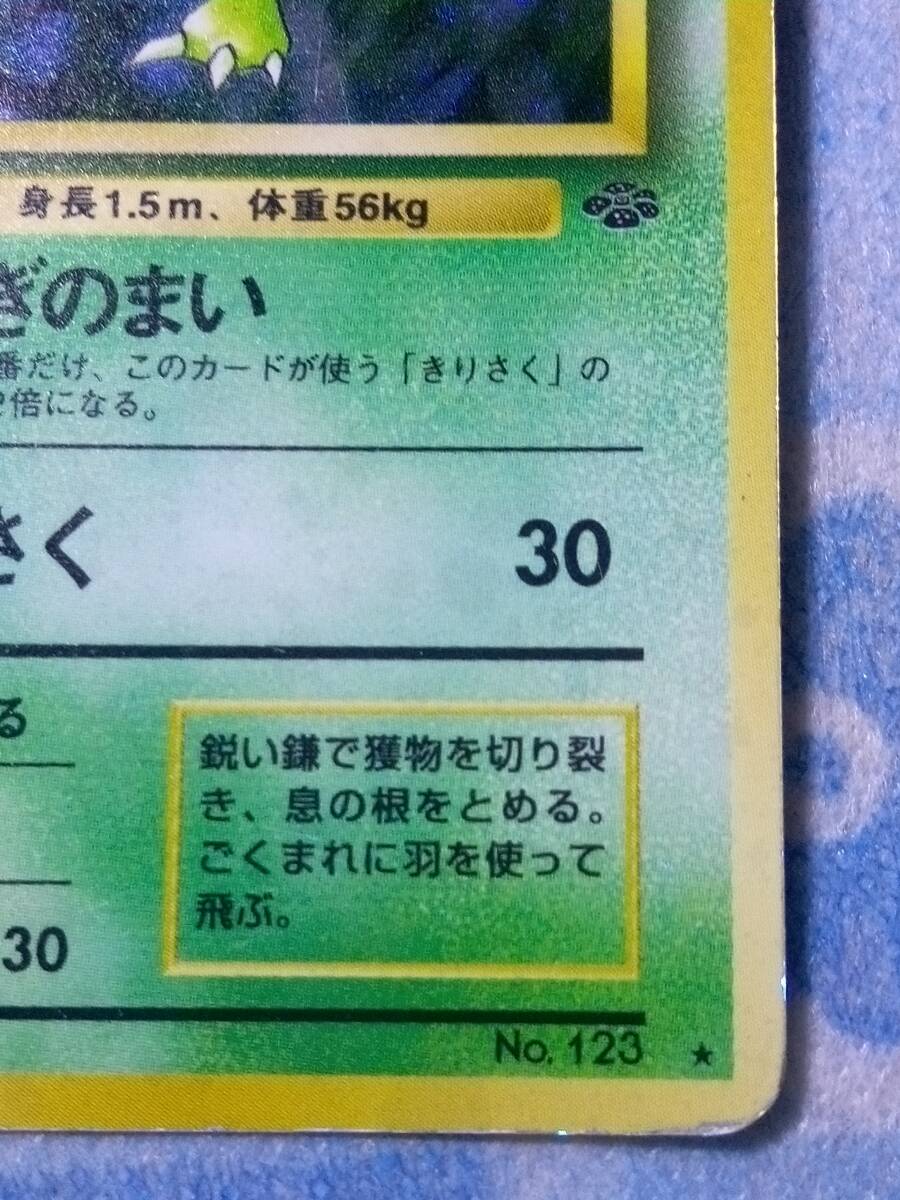 身長1.5m、体重56kg
ぎのまい
番だけ、このカードが使う「きりさく」の
2倍になる。
さく 30
る
鋭い鎌で獲物を切り裂
き、息の根をとめる。
ごくまれに羽を使って
飛ぶ。
30
No. 123 ★